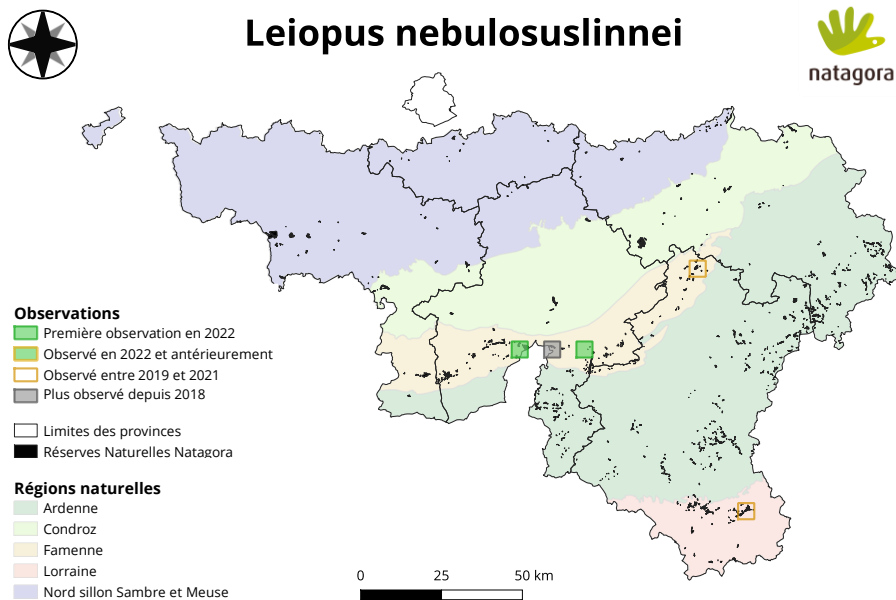 Leiopus nebulosuslinnei
natagora
Observations
Première observation en 2022
Observé en 2022 et antérieurement
Observé entre 2019 et 2021
Plus observé depuis 2018
Limites des provinces
Réserves Naturelles Natagora
Régions naturelles
Ardenne
Condroz
Famenne
Lorraine
Nord sillon Sambre et Meuse
0 25 50 km